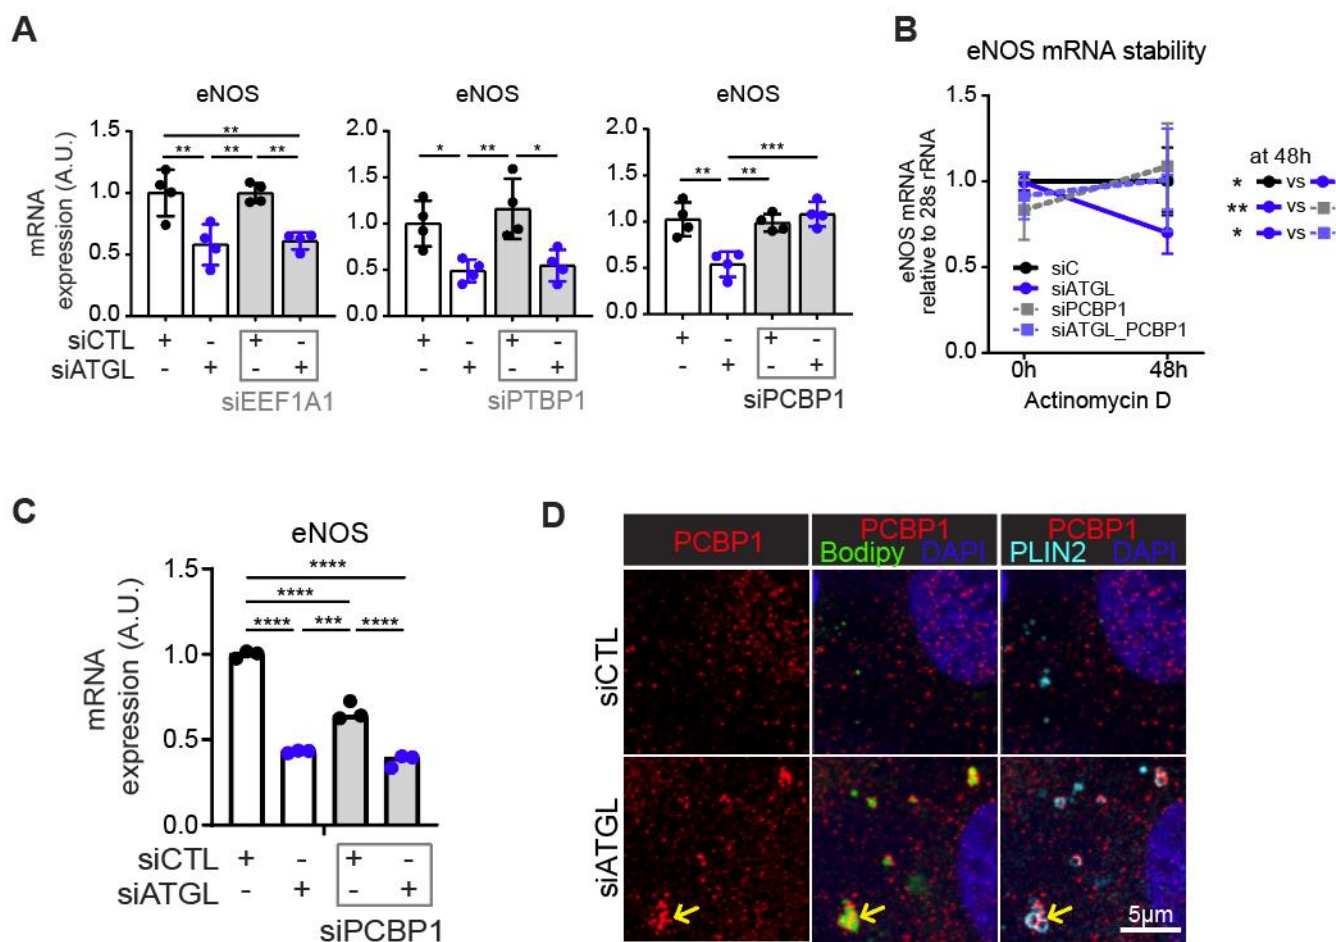 A
eNOS
eNOS
eNOS
mRNA
expression (A.U.)
1.5
1.0
0.5
0.0
**
**
**
**
2.0
1.5
1.0
0.5
0.0
*
**
*
2.0
1.5
1.0
0.5
0.0
***
**
**
siCTL + - + - + - + - + - + -
siATGL - + - + - + - + - + - +
siEEF1A1
siPTBP1
siPCBP1
B
eNOS mRNA stability
eNOS mRNA
relative to 28s rRNA
1.5
1.0
0.5
0.0
siC
siATGL
siPCBP1
siATGL_PCBP1
0h
48h
Actinomycin D
at 48h
* vs
** vs
* vs
C
eNOS
mRNA
expression (A.U.)
1.5
1.0
0.5
0.0
****
****
**** *** ****
siCTL + - + -
siATGL - + - +
siPCBP1
D
PCBP1
PCBP1
Bodipy DAPI
PCBP1
PLIN2 DAPI
siCTL
siATGL
5µm